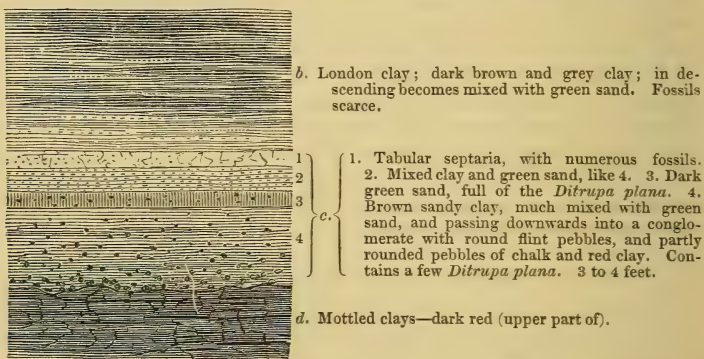 b. London clay; dark brown and grey clay; in de-
scending becomes mixed with green sand. Fossils
scarce.
1
2
3
4
c.
1. Tabular septaria, with numerous fossils.
2. Mixed clay and green sand, like 4. 3. Dark
green sand, full of the Ditrupa plana. 4.
Brown sandy clay, much mixed with green
sand, and passing downwards into a conglo-
merate with round flint pebbles, and partly
rounded pebbles of chalk and red clay. Con-
tains a few Ditrupa plana. 3 to 4 feet.
d. Mottled clays—dark red (upper part of).